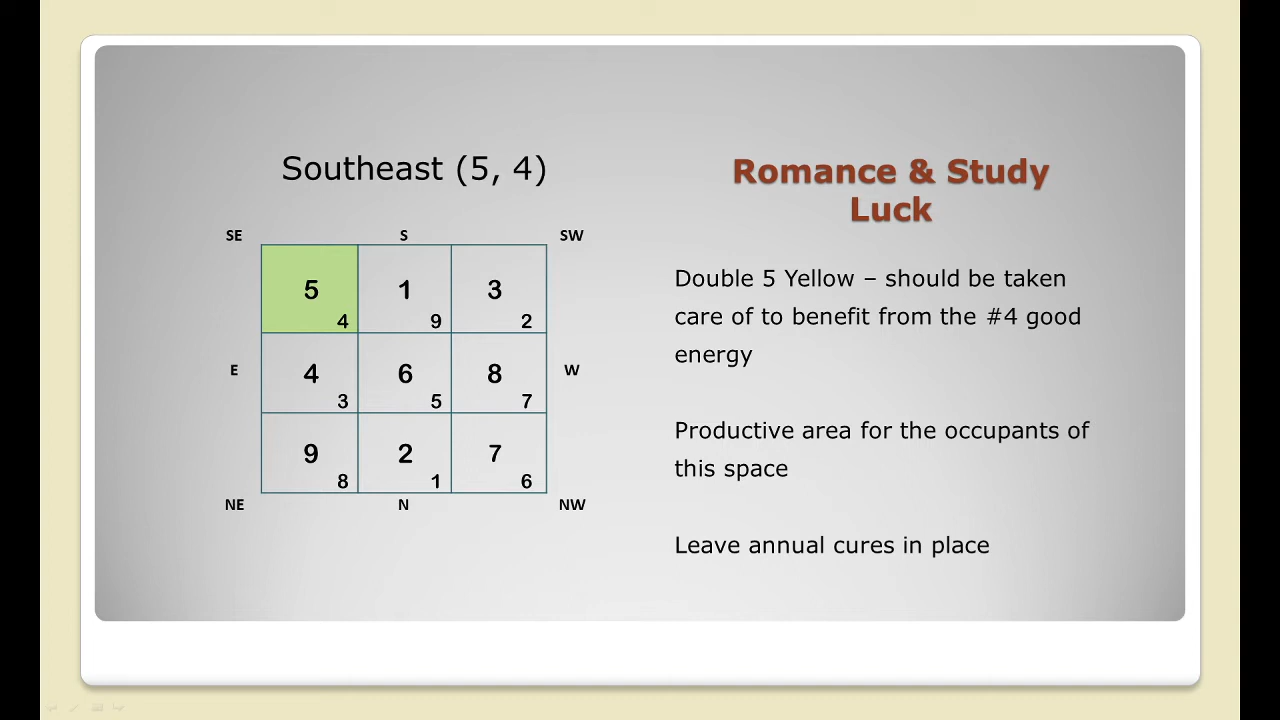 Southeast (5, 4)
SE S SW
5 1 3
4 9 2
E 4 6 8 W
3 5 7
9 2 7
8 1 6
NE N NW
Romance & Study
Luck
Double 5 Yellow – should be taken
care of to benefit from the #4 good
energy
Productive area for the occupants of
this space
Leave annual cures in place